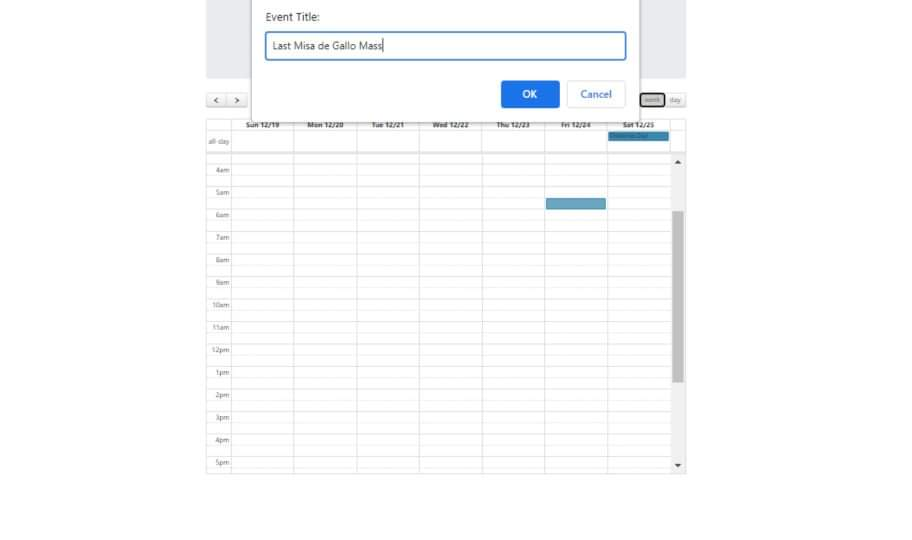 Event Title:
Last Misa de Gallo Mass
OK Cancel
< > week day
Sun 12/19 Mon 12/20 Tue 12/21 Wed 12/22 Thu 12/23 Fri 12/24 Sat 12/25
all-day
4am
5am
6am
7am
8am
9am
10am
11am
12pm
1pm
2pm
3pm
4pm
5pm